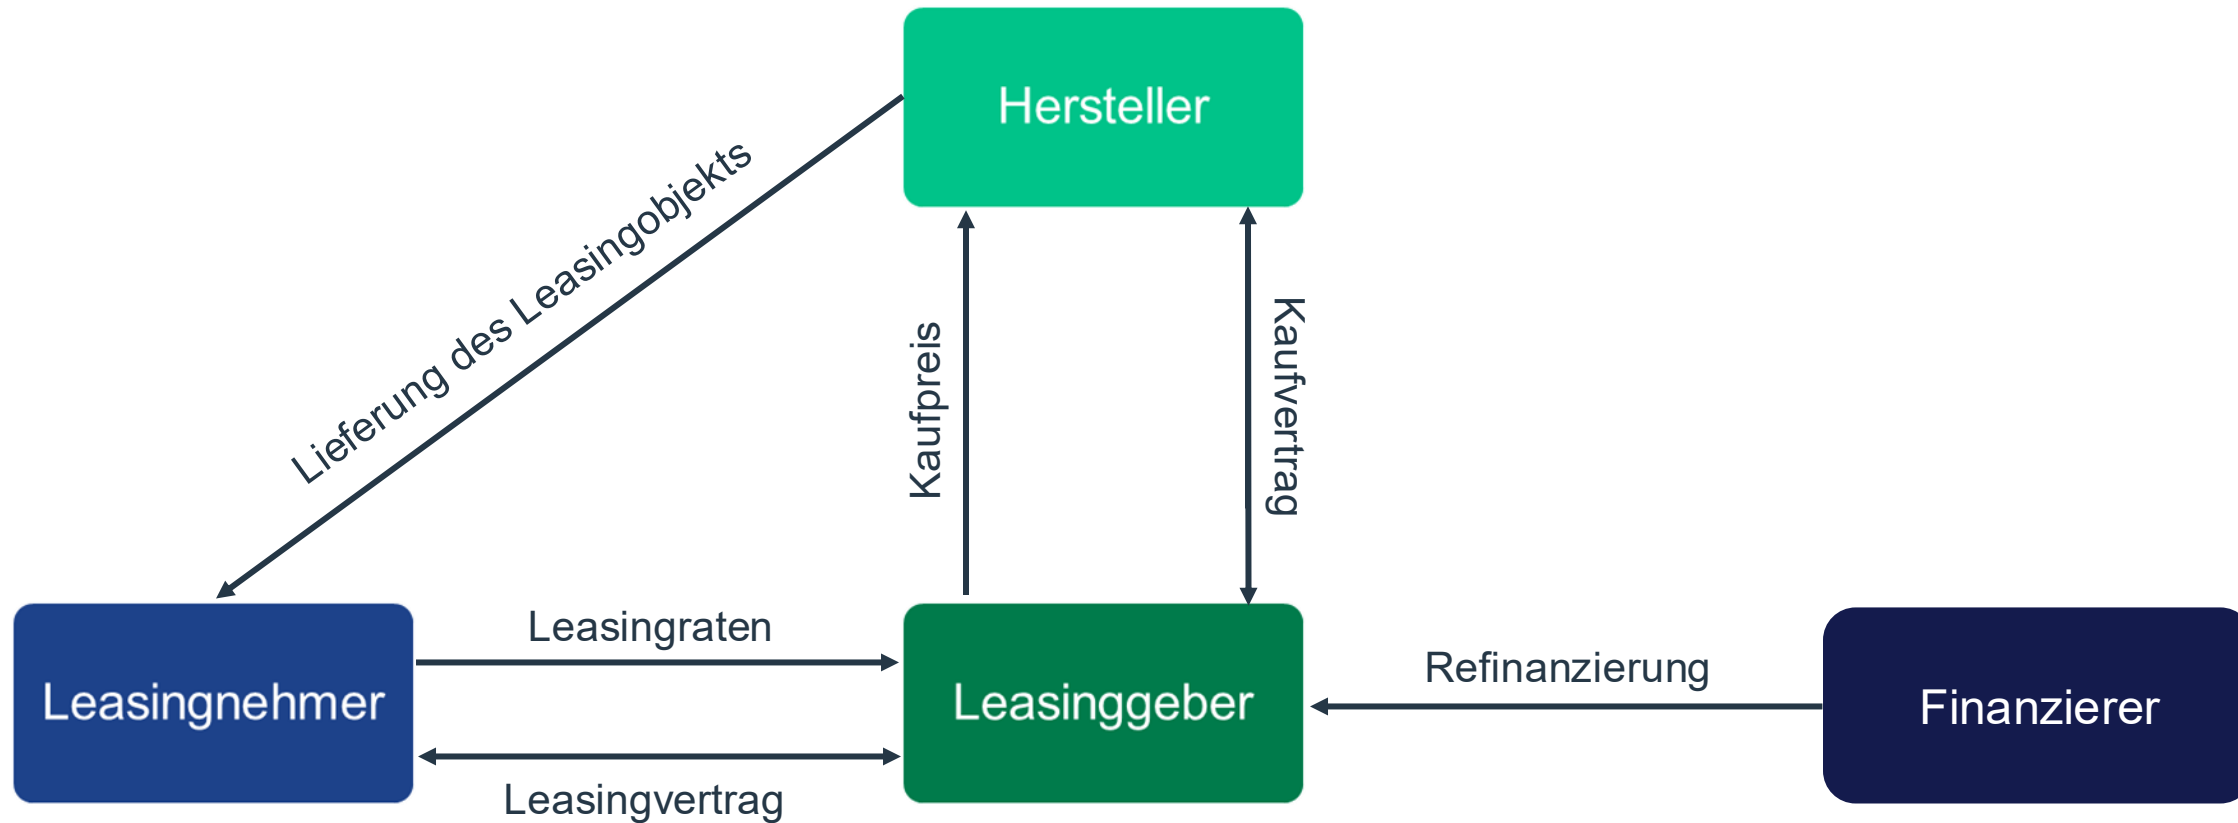 Hersteller
Lieferung des Leasingobjekts
Kaufpreis
Kaufvertrag
Leasingnehmer
Leasingraten
Leasingvertrag
Leasinggeber
Refinanzierung
Finanzierer